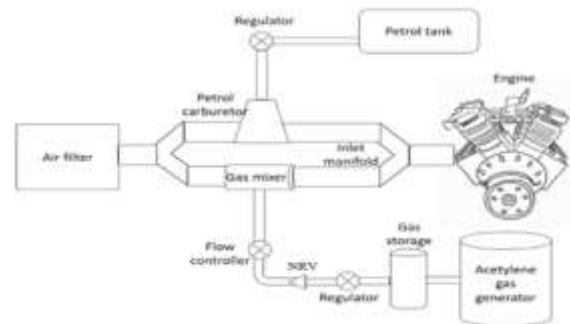 Regulator
Petrol tank
Petrol
carburetor
Engine
Air filter
Inlet
manifold
Gas mixer
Flow
controller
NRV
Regulator
Gas
storage
Acetylene
gas
generator